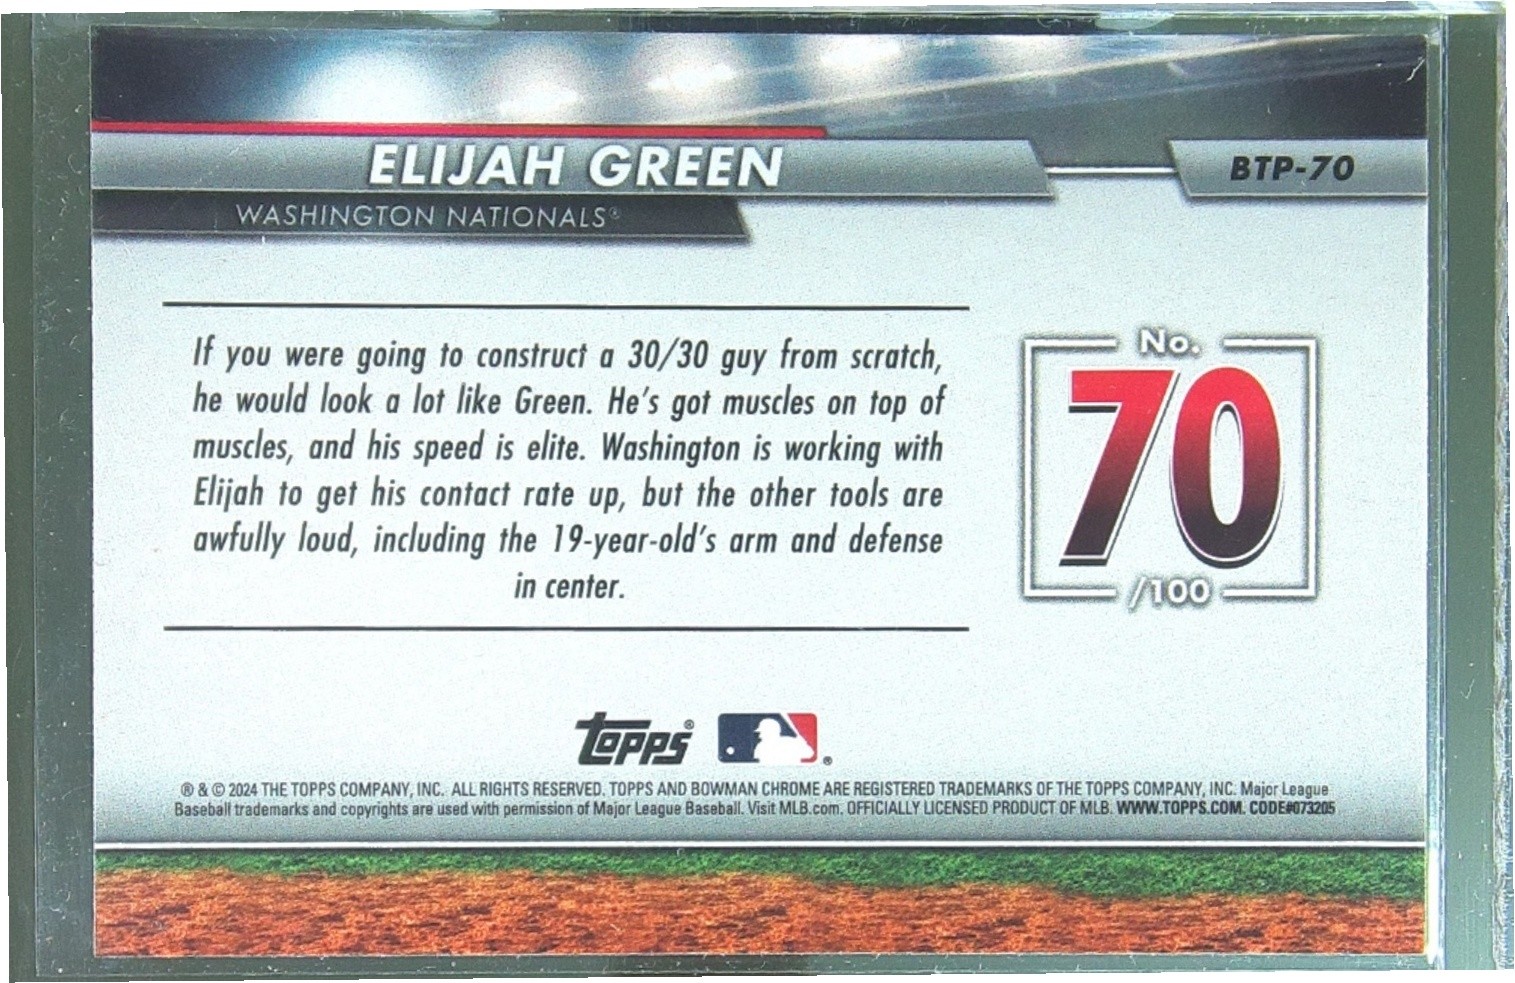 ELIJAH GREEN
BTP-70
WASHINGTON NATIONALS®
If you were going to construct a 30/30 guy from scratch,
he would look a lot like Green. He's got muscles on top of
muscles, and his speed is elite. Washington is working with
Elijah to get his contact rate up, but the other tools are
awfully loud, including the 19-year-old's arm and defense
in center.
No.
70
/100
topps®
®
® & © 2024 THE TOPPS COMPANY, INC. ALL RIGHTS RESERVED. TOPPS AND BOWMAN CHROME ARE REGISTERED TRADEMARKS OF THE TOPPS COMPANY, INC. Major League
Baseball trademarks and copyrights are used with permission of Major League Baseball. Visit MLB.com. OFFICIALLY LICENSED PRODUCT OF MLB. WWW.TOPPS.COM. CODE#073205